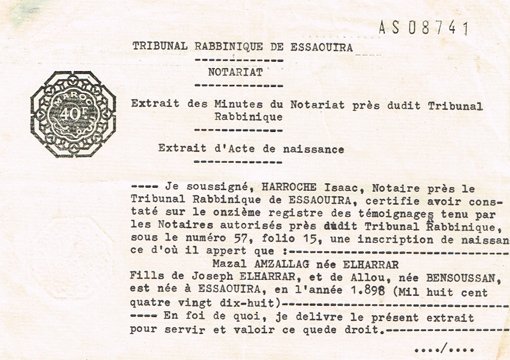 AS08741
TRIBUNAL RABBINIQUE DE ESSAOUIRA
NOTARIAT
MAROC
40F
Extrait des Minutes du Notariat près dudit Tribunal
Rabbinique
Extrait d'Acte de naissance
---- Je soussigné, HARROCHE Isaac, Notaire près le
Tribunal Rabbinique de ESSAOUIRA, certifie avoir cons-
taté sur le onzième registre des témoignages tenu par
les Notaires autorisés près dudit Tribunal Rabbinique,
sous le numéro 57, folio 15, une inscription de naissan-
ce d'où il appert que :----------------------
Mazal AMZALLAG née ELHARRAR
Fills de Joseph ELHARRAR, et de Allou, née BENSOUSSAN,
est née à ESSAOUIRA, en l'année 1.898 (Mil huit cent
quatre vingt dix-huit)-----------------------
---- En foi de quoi, je delivre le présent extrait
pour servir et valoir ce quede droit.----------------
..../....